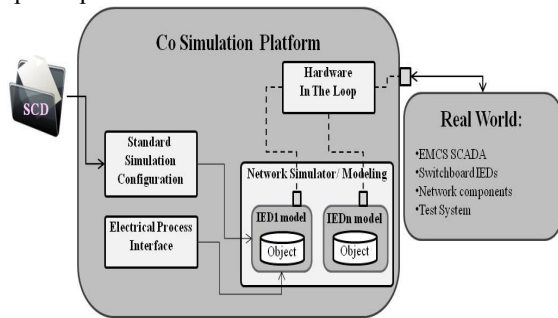 Co Simulation Platform
SCD
Hardware
In The Loop
Real World:
•EMCS SCADA
•Switchboard IEDs
•Network components
•Test System
Standard
Simulation
Configuration
Network Simulator/ Modeling
IED1 model
Object
IEDn model
Object
Electrical Process
Interface